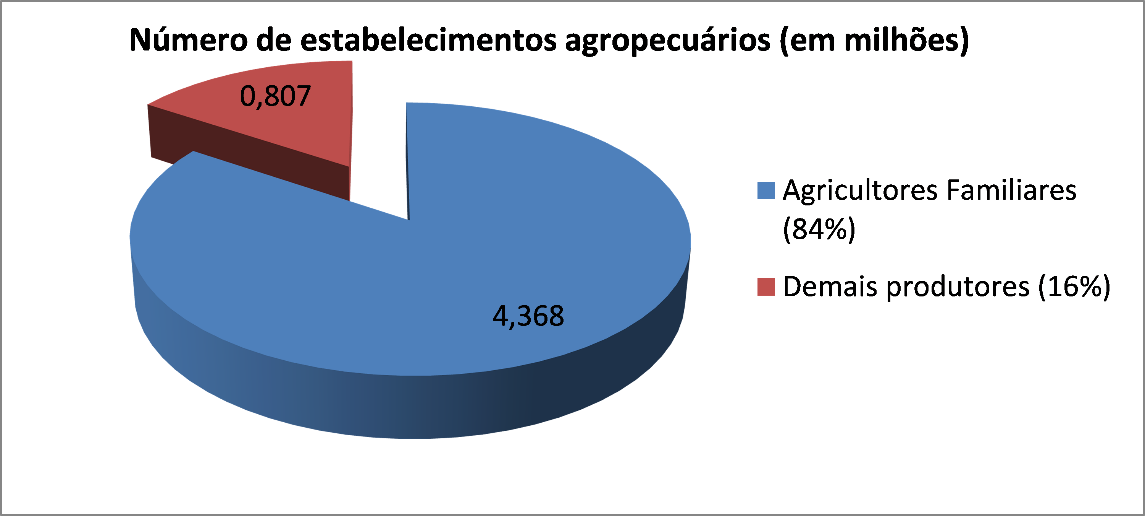 Número de estabelecimentos agropecuários (em milhões)
0,807
4,368
Agricultores Familiares
(84%)
Demais produtores (16%)